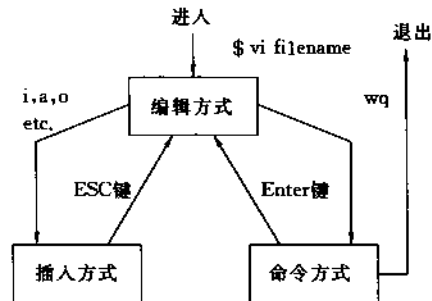 进入
退出
$ vi filename
i,a,o
etc.
编辑方式
wq
ESC键
Enter键
插入方式
命令方式